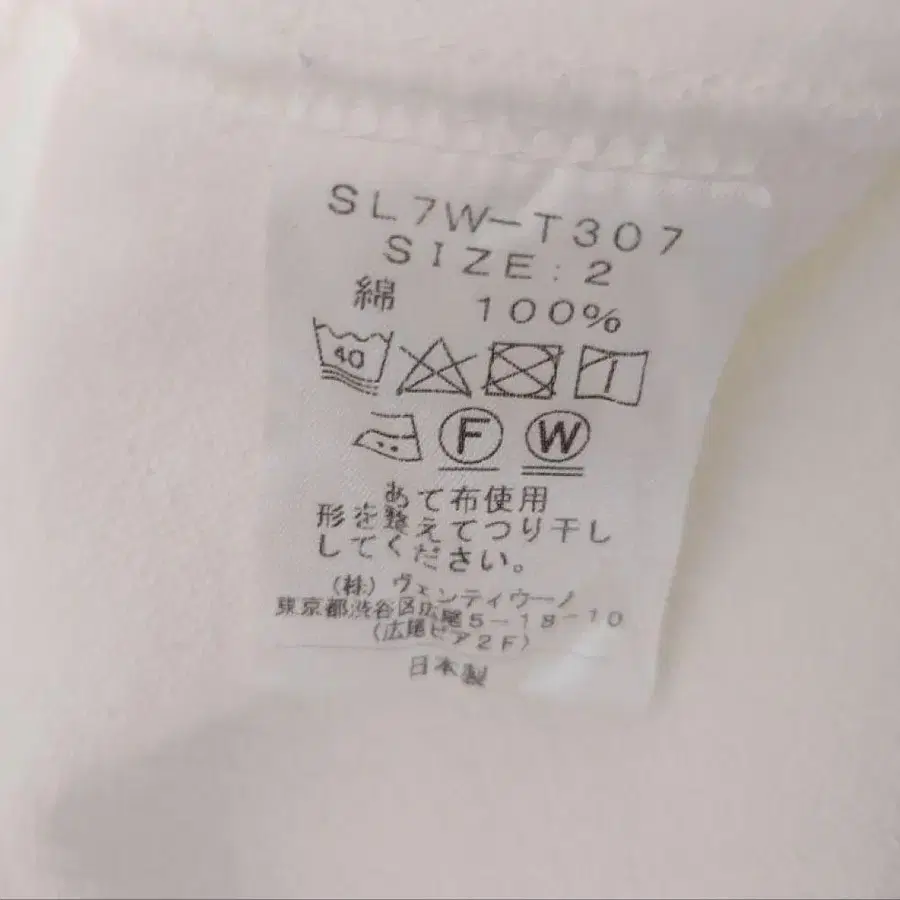 SL7W-T307
SIZE:2
綿 100%
40
F W
あて布使用
形を整えてつり干し
してください。
(株)ヴェンティウーノ
東京都渋谷区広尾5-18-10
(広尾ピア2F)
日本製